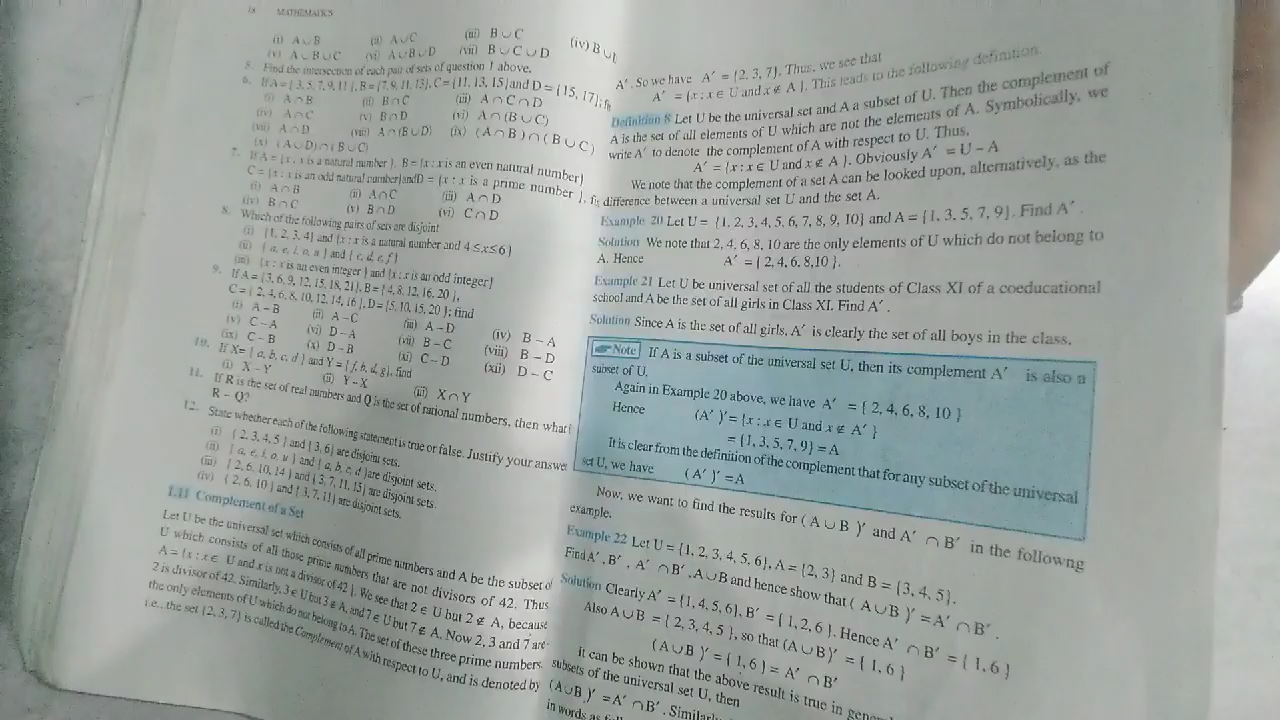 18 MATHEMATICS
(i) A ∪ B (ii) A ∪ C (iii) B ∪ C (iv) B ∪
(v) A ∪ B ∪ C (vi) A ∪ B ∪ D (vii) B ∪ C ∪ D
5. Find the intersection of each pair of sets of question 1 above.
6. If A = { 3, 5, 7, 9, 11 }, B = {7, 9, 11, 13}, C = {11, 13, 15} and D = {15, 17};
(i) A ∩ B (ii) B ∩ C (iii) A ∩ C ∩ D
(iv) A ∩ C (v) B ∩ D (vi) A ∩ (B ∪ C)
(vii) A ∩ D (viii) A ∩ (B ∪ D) (ix) ( A ∩ B ) ∩ ( B ∪ C )
(x) ( A ∪ D) ∩ ( B ∪ C)
7. If A = {x : x is a natural number }, B = {x : x is an even natural number}
C = {x : x is an odd natural number}andD = {x : x is a prime number },
(i) A ∩ B (ii) A ∩ C (iii) A ∩ D
(iv) B ∩ C (v) B ∩ D (vi) C ∩ D
8. Which of the following pairs of sets are disjoint
(i) {1, 2, 3, 4} and {x : x is a natural number and 4 ≤ x ≤ 6 }
(ii) { a, e, i, o, u } and { c, d, e, f }
(iii) {x : x is an even integer } and {x : x is an odd integer}
9. If A = {3, 6, 9, 12, 15, 18, 21}, B = { 4, 8, 12, 16, 20 },
C = { 2, 4, 6, 8, 10, 12, 14, 16 }, D = {5, 10, 15, 20 }; find
(i) A – B (ii) A – C (iii) A – D (iv) B – A
(v) C – A (vi) D – A (vii) B – C (viii) B – D
(ix) C – B (x) D – B (xi) C – D (xii) D – C
10. If X= { a, b, c, d } and Y = { f, b, d, g}, find
(i) X – Y (ii) Y – X (iii) X ∩ Y
11. If R is the set of real numbers and Q is the set of rational numbers, then what
R – Q?
12. State whether each of the following statement is true or false. Justify your answe
(i) { 2, 3, 4, 5 } and { 3, 6} are disjoint sets.
(ii) { a, e, i, o, u } and { a, b, c, d }are disjoint sets.
(iii) { 2, 6, 10, 14 } and { 3, 7, 11, 15} are disjoint sets.
(iv) { 2, 6, 10 } and { 3, 7, 11} are disjoint sets.
1.11 Complement of a Set
Let U be the universal set which consists of all prime numbers and A be the subset of
U which consists of all those prime numbers that are not divisors of 42. Thus
A = {x : x ∈ U and x is not a divisor of 42 }. We see that 2 ∈ U but 2 ∉ A, because
2 is divisor of 42. Similarly, 3 ∈ U but 3 ∉ A, and 7 ∈ U but 7 ∉ A. Now 2, 3 and 7 are
the only elements of U which do not belong to A. The set of these three prime numbers,
i.e., the set {2, 3, 7} is called the Complement of A with respect to U, and is denoted by
A′. So we have A′ = {2, 3, 7}. Thus, we see that
A′ = {x : x ∈ U and x ∉ A }. This leads to the following definition.
Definition 8 Let U be the universal set and A a subset of U. Then the complement of
A is the set of all elements of U which are not the elements of A. Symbolically, we
write A′ to denote the complement of A with respect to U. Thus,
A′ = {x : x ∈ U and x ∉ A }. Obviously A′ = U – A
We note that the complement of a set A can be looked upon, alternatively, as the
difference between a universal set U and the set A.
Example 20 Let U = {1, 2, 3, 4, 5, 6, 7, 8, 9, 10} and A = {1, 3, 5, 7, 9}. Find A′.
Solution We note that 2, 4, 6, 8, 10 are the only elements of U which do not belong to
A. Hence A′ = { 2, 4, 6, 8,10 }.
Example 21 Let U be universal set of all the students of Class XI of a coeducational
school and A be the set of all girls in Class XI. Find A′.
Solution Since A is the set of all girls, A′ is clearly the set of all boys in the class.
Note If A is a subset of the universal set U, then its complement A′ is also a
subset of U.
Again in Example 20 above, we have A′ = { 2, 4, 6, 8, 10 }
Hence (A′ )′ = {x : x ∈ U and x ∉ A′ }
= {1, 3, 5, 7, 9} = A
It is clear from the definition of the complement that for any subset of the universal
set U, we have ( A′ )′ = A
Now, we want to find the results for ( A ∪ B )′ and A′ ∩ B′ in the followng
example.
Example 22 Let U = {1, 2, 3, 4, 5, 6}, A = {2, 3} and B = {3, 4, 5}.
Find A′, B′ , A′ ∩ B′, A ∪ B and hence show that ( A ∪ B )′ = A′ ∩ B′.
Solution Clearly A′ = {1, 4, 5, 6}, B′ = { 1, 2, 6 }. Hence A′ ∩ B′ = { 1, 6 }
Also A ∪ B = { 2, 3, 4, 5 }, so that (A ∪ B)′ = { 1, 6 }
(A ∪ B )′ = { 1, 6 } = A′ ∩ B′
It can be shown that the above result is true in gener
subsets of the universal set U, then
(A ∪ B )′ = A′ ∩ B′. Similarl
in words as